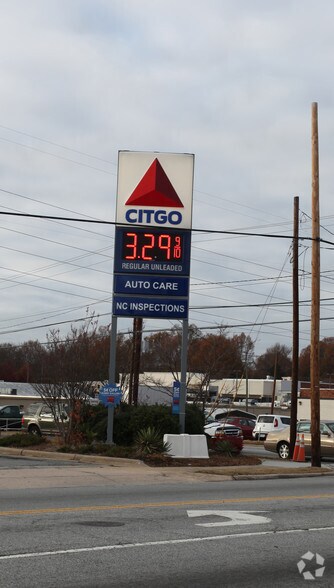 CITGO
3.29 9/10
REGULAR UNLEADED
AUTO CARE
NC INSPECTIONS